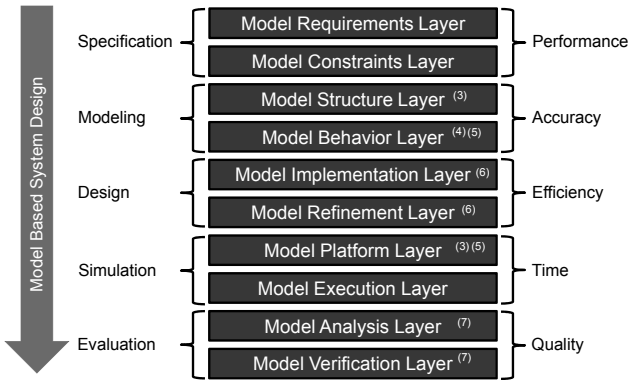 Model Based System Design
Specification
Model Requirements Layer
Model Constraints Layer
Performance
Modeling
Model Structure Layer (3)
Model Behavior Layer (4) (5)
Accuracy
Design
Model Implementation Layer (6)
Model Refinement Layer (6)
Efficiency
Simulation
Model Platform Layer (3) (5)
Model Execution Layer
Time
Evaluation
Model Analysis Layer (7)
Model Verification Layer (7)
Quality